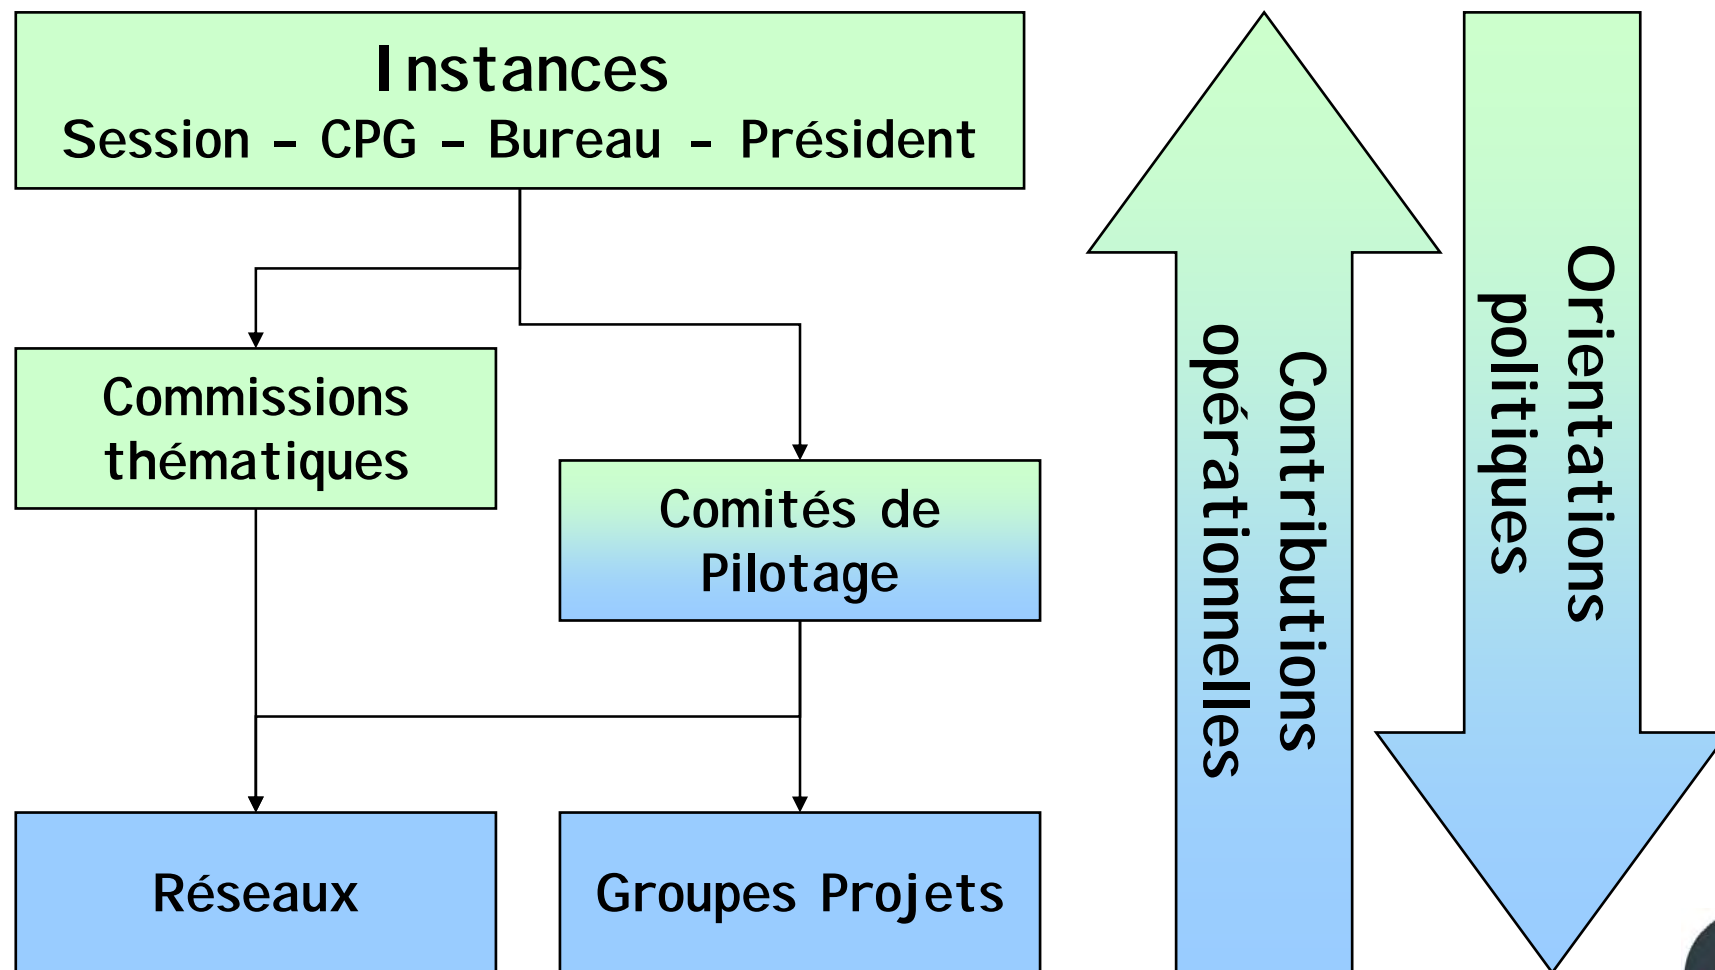 Instances
Session – CPG – Bureau - Président
Commissions
thématiques
Comités de
Pilotage
Réseaux
Groupes Projets
Contributions
opérationnelles
Orientations
politiques